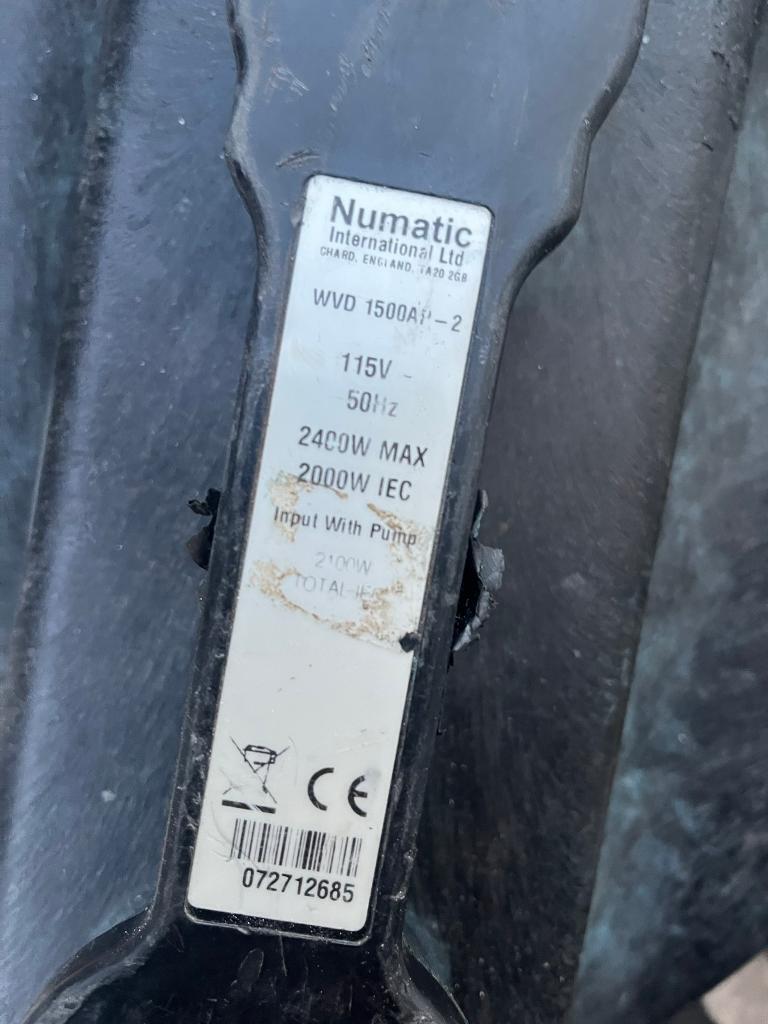 Numatic
International Ltd
CHARD, ENGLAND, TA20 2GB
WVD 1500AP-2
115V ~
50Hz
2400W MAX
2000W IEC
Input With Pump
2100W
TOTAL IEC
CE
072712685